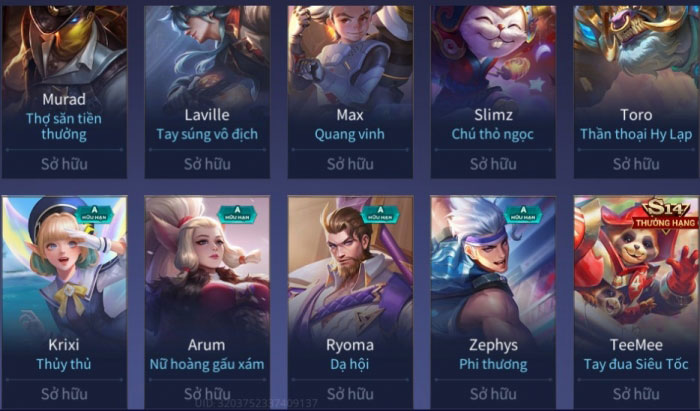 Murad
Thợ săn tiền
thưởng
Sở hữu
Laville
Tay súng vô địch
Sở hữu
Max
Quang vinh
Sở hữu
Slimz
Chú thỏ ngọc
Sở hữu
Toro
Thần thoại Hy Lạp
Sở hữu
A
HỮU HẠN
Krixi
Thủy thủ
Sở hữu
A
HỮU HẠN
Arum
Nữ hoàng gấu xám
Sở hữu
A
HỮU HẠN
Ryoma
Dạ hội
Sở hữu
A
HỮU HẠN
Zephys
Phi thương
Sở hữu
S14
THƯỞNG HẠNG
TeeMee
Tay đua Siêu Tốc
Sở hữu
UID: 3203752337409137